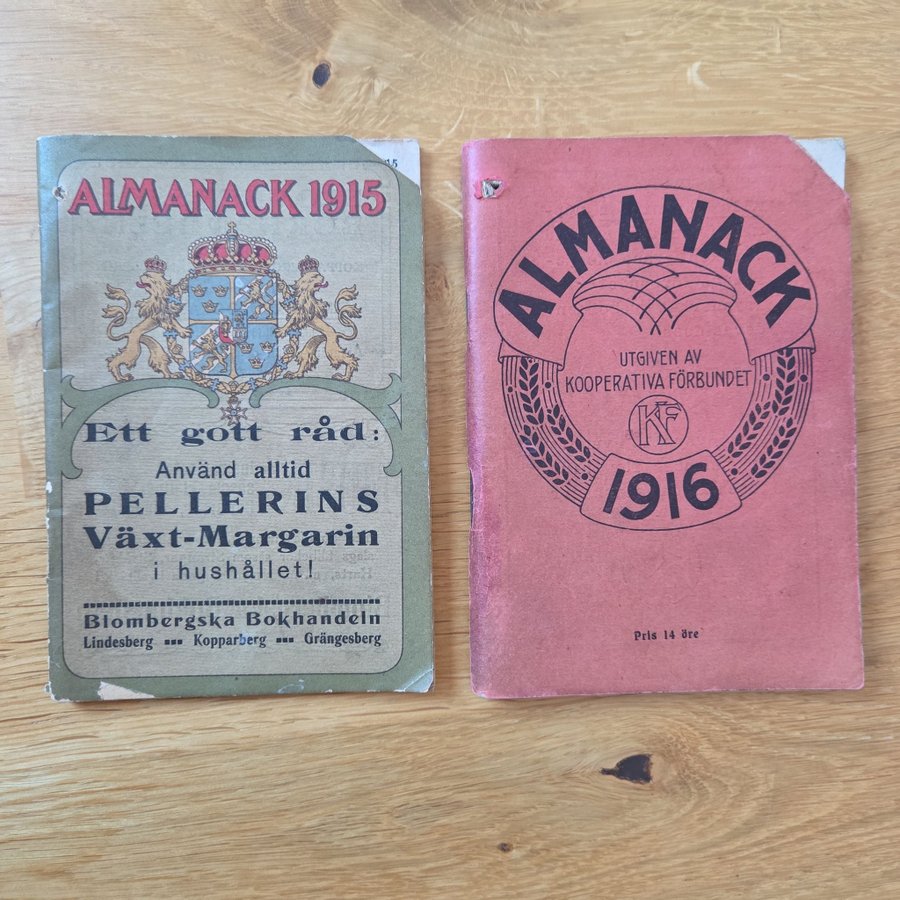 ALMANACK 1915
Ett gott råd:
Använd alltid
PELLERINS
Växt-Margarin
i hushållet!
Blombergska Bokhandeln
Lindesberg Kopparberg Grängesberg
15
ALMANACK
UTGIVEN AV
KOOPERATIVA FÖRBUNDET
KF
1916
Pris 14 öre